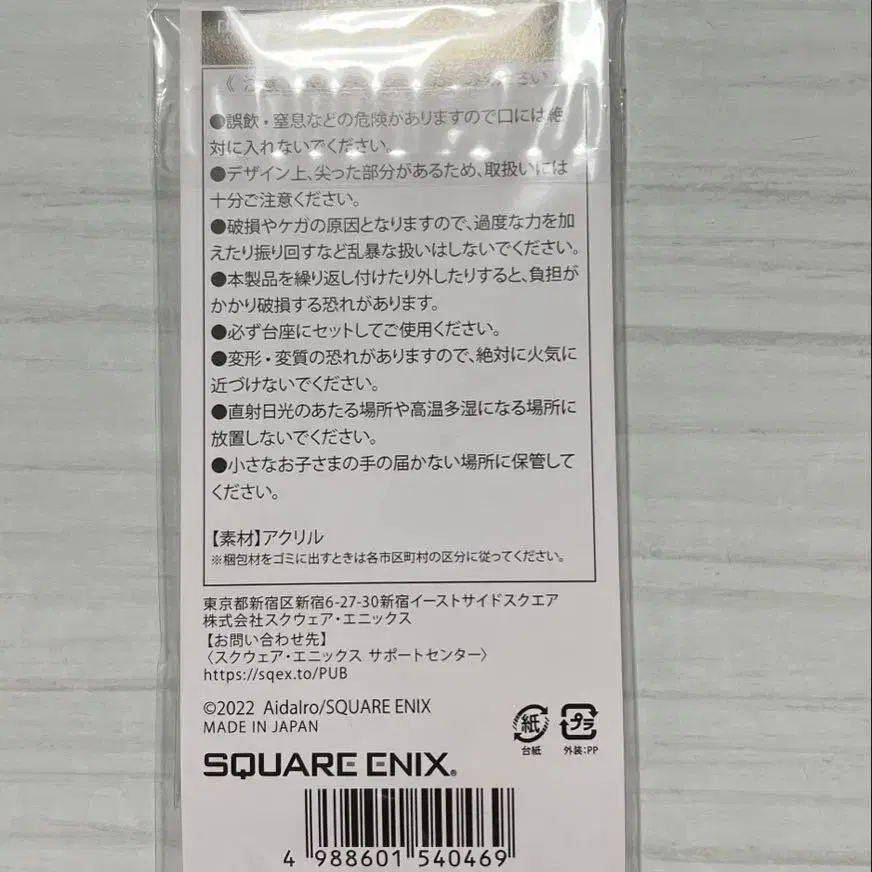 ●誤飲・窒息などの危険がありますので口には絶
対に入れないでください。
●デザイン上、尖った部分があるため、取扱いには
十分ご注意ください。
●破損やケガの原因となりますので、過度な力を加
えたり振り回すなど乱暴な扱いはしないでください。
●本製品を繰り返し付けたり外したりすると、負担が
かかり破損する恐れがあります。
●必ず台座にセットしてご使用ください。
●変形・変質の恐れがありますので、絶対に火気に
近づけないでください。
●直射日光のあたる場所や高温多湿になる場所に
放置しないでください。
●小さなお子さまの手の届かない場所に保管して
ください。
【素材】アクリル
※梱包材をゴミに出すときは各市区町村の区分に従ってください。
東京都新宿区新宿6-27-30新宿イーストサイドスクエア
株式会社スクウェア・エニックス
【お問い合わせ先】
〈スクウェア・エニックス サポートセンター〉
https://sqex.to/PUB
©2022 AidaIro/SQUARE ENIX
MADE IN JAPAN
紙
台紙
プラ
外装:PP
SQUARE ENIX®
4 988601 540469